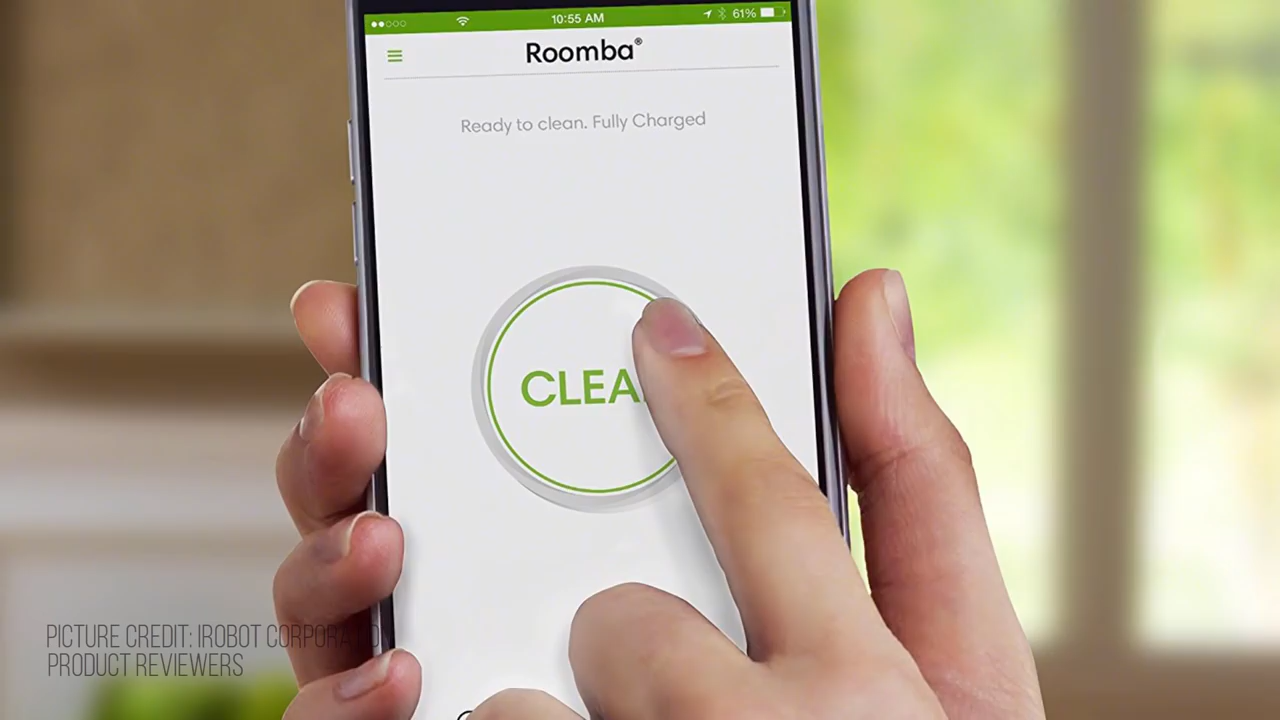 10:55 AM
61%
Roomba®
Ready to clean. Fully Charged
CLEA
PICTURE CREDIT: IROBOT CORPORATION
PRODUCT REVIEWERS